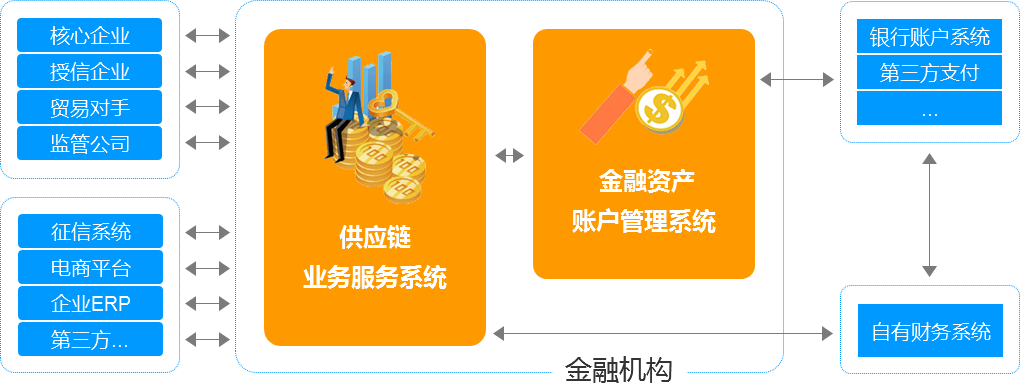 核心企业
授信企业
贸易对手
监管公司
征信系统
电商平台
企业ERP
第三方...
供应链
业务服务系统
金融资产
账户管理系统
金融机构
银行账户系统
第三方支付
...
自有财务系统